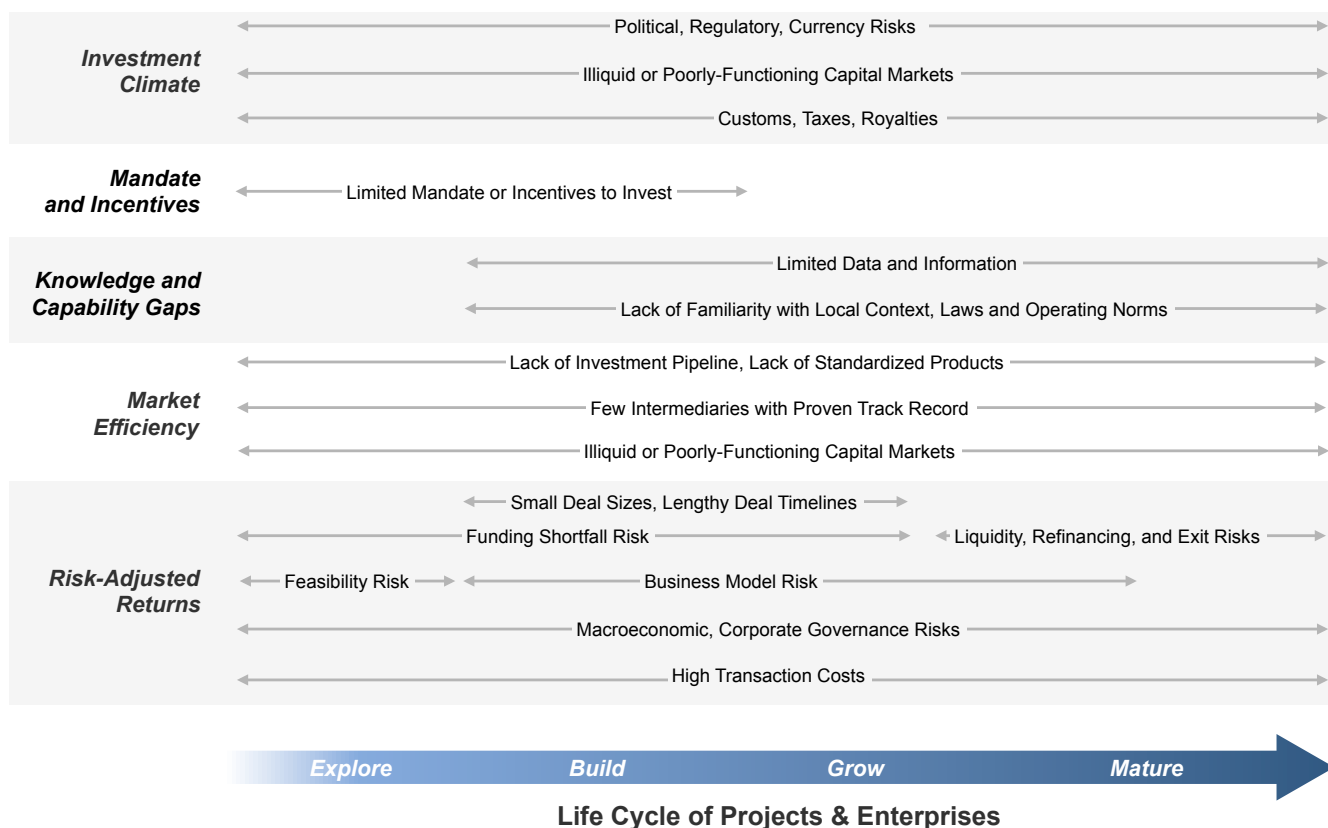 Investment
Climate
Political, Regulatory, Currency Risks
Illiquid or Poorly-Functioning Capital Markets
Customs, Taxes, Royalties
Mandate
and Incentives
Limited Mandate or Incentives to Invest
Knowledge and
Capability Gaps
Limited Data and Information
Lack of Familiarity with Local Context, Laws and Operating Norms
Market
Efficiency
Lack of Investment Pipeline, Lack of Standardized Products
Few Intermediaries with Proven Track Record
Illiquid or Poorly-Functioning Capital Markets
Risk-Adjusted
Returns
Small Deal Sizes, Lengthy Deal Timelines
Funding Shortfall Risk
Liquidity, Refinancing, and Exit Risks
Feasibility Risk
Business Model Risk
Macroeconomic, Corporate Governance Risks
High Transaction Costs
Explore
Build
Grow
Mature
Life Cycle of Projects & Enterprises